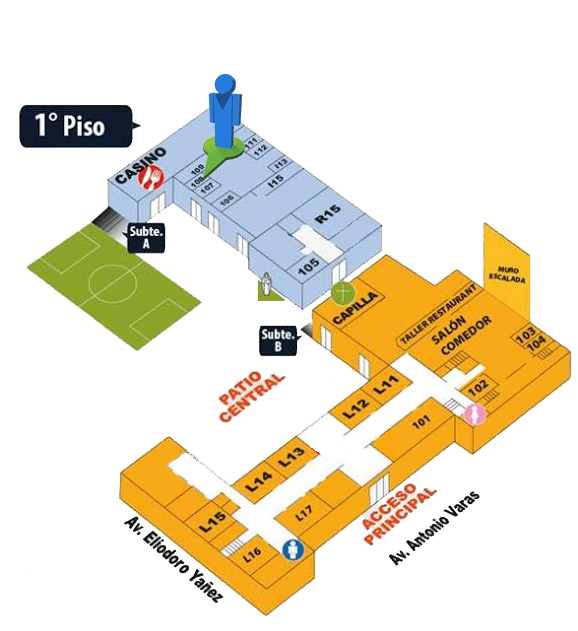 1° Piso
CASINO
109
108
107
106
111
112
113
115
R15
105
Subte.
A
Subte.
B
CAPILLA
MURO
ESCALADA
TALLER RESTAURANT
SALÓN
COMEDOR
103
104
102
PATIO
CENTRAL
L11
L12
101
L13
L14
L17
L15
L16
ACCESO
PRINCIPAL
Av. Antonio Varas
Av. Eliodoro Yañez